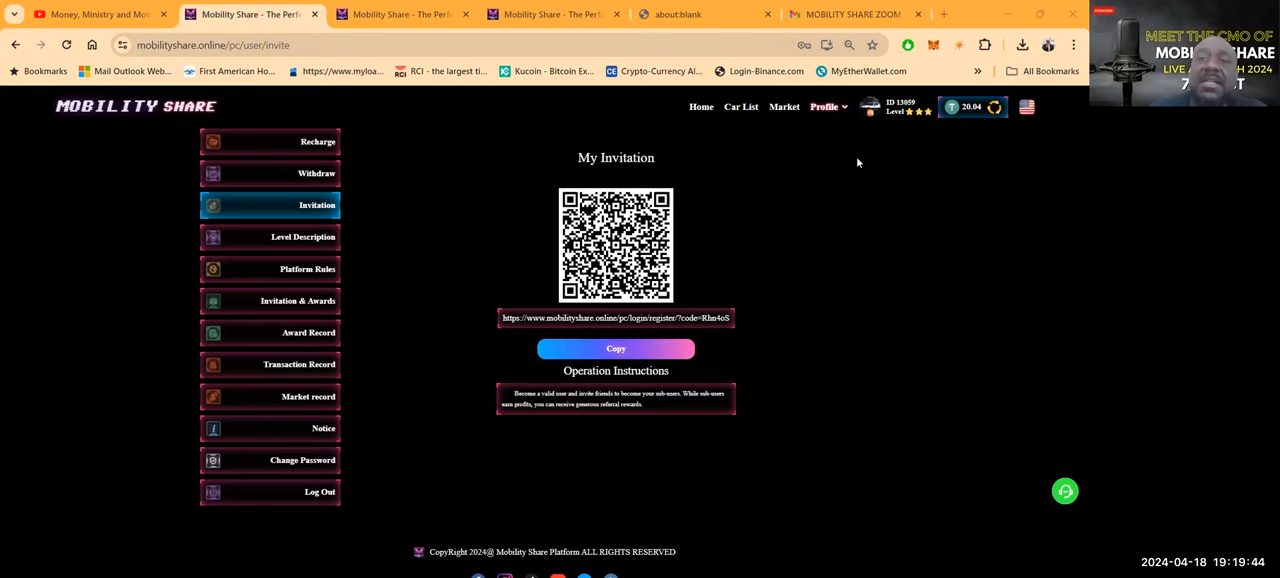 Money, Ministry and Mot
Mobility Share - The Perfe
Mobility Share - The Perfe
Mobility Share - The Perfe
about:blank
MOBILITY SHARE ZOOM
mobilityshare.online/pc/user/invite
Bookmarks
Mail Outlook Web...
First American Ho...
https://www.myloa...
RCI - the largest ti...
Kucoin - Bitcoin Ex...
Crypto-Currency AI...
Login-Binance.com
MyEtherWallet.com
All Bookmarks
MEET THE CMO OF
LIVE
2024
MOBILITY SHARE
Home
Car List
Market
Profile
ID 13059
Level
20.04
Recharge
Withdraw
Invitation
Level Description
Platform Rules
Invitation & Awards
Award Record
Transaction Record
Market record
Notice
Change Password
Log Out
My Invitation
https://www.mobilityshare.online/pc/login/register/?code=Rhn4oS
Copy
Operation Instructions
Become a valid user and invite friends to become your sub-users. While sub-users
earn profits, you can receive generous referral rewards.
CopyRight 2024@ Mobility Share Platform ALL RIGHTS RESERVED
2024-04-18 19:19:44